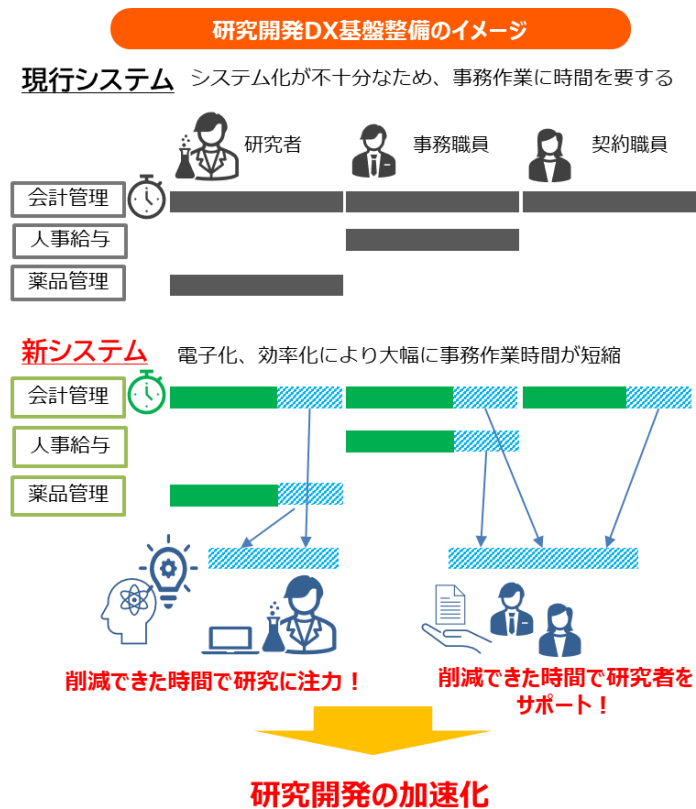 研究開発DX基盤整備のイメージ
現行システム システム化が不十分なため、事務作業に時間を要する
研究者 事務職員 契約職員
会計管理
人事給与
薬品管理
新システム 電子化、効率化により大幅に事務作業時間が短縮
会計管理
人事給与
薬品管理
削減できた時間で研究に注力！
削減できた時間で研究者を
サポート！
研究開発の加速化